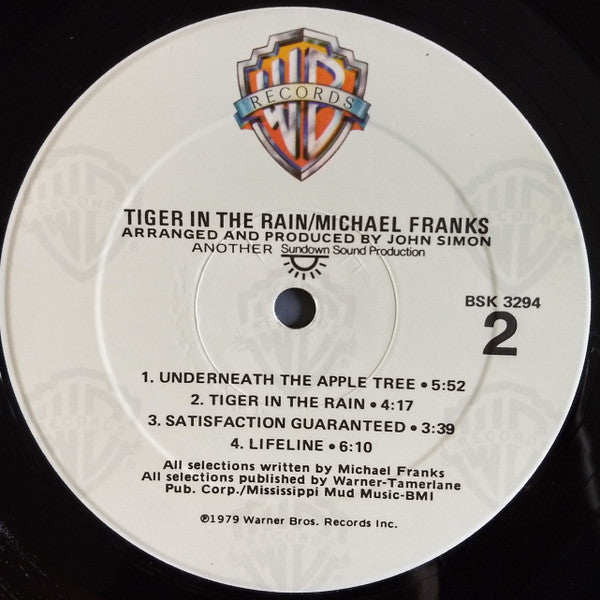 WB
RECORDS
TIGER IN THE RAIN/MICHAEL FRANKS
ARRANGED AND PRODUCED BY JOHN SIMON
ANOTHER Sundown Sound Production
BSK 3294
2
1. UNDERNEATH THE APPLE TREE • 5:52
2. TIGER IN THE RAIN • 4:17
3. SATISFACTION GUARANTEED • 3:39
4. LIFELINE • 6:10
All selections written by Michael Franks
All selections published by Warner-Tamerlane
Pub. Corp./Mississippi Mud Music-BMI
℗1979 Warner Bros. Records Inc.